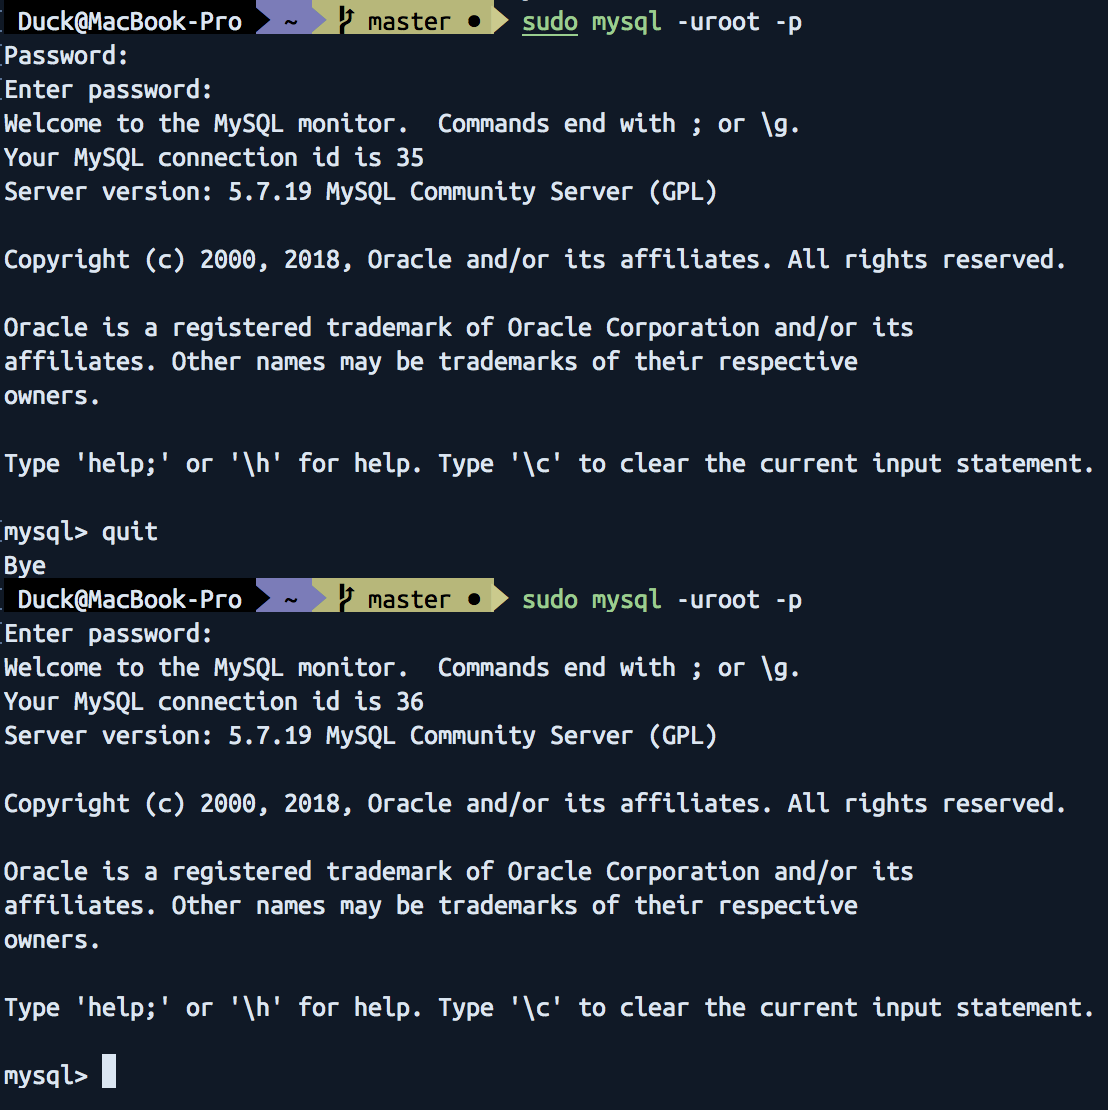 Duck@MacBook-Pro ~ master ● sudo mysql -uroot -p
Password:
Enter password:
Welcome to the MySQL monitor.  Commands end with ; or \g.
Your MySQL connection id is 35
Server version: 5.7.19 MySQL Community Server (GPL)
Copyright (c) 2000, 2018, Oracle and/or its affiliates. All rights reserved.
Oracle is a registered trademark of Oracle Corporation and/or its
affiliates. Other names may be trademarks of their respective
owners.
Type 'help;' or '\h' for help. Type '\c' to clear the current input statement.
mysql> quit
Bye
Duck@MacBook-Pro ~ master ● sudo mysql -uroot -p
Enter password:
Welcome to the MySQL monitor.  Commands end with ; or \g.
Your MySQL connection id is 36
Server version: 5.7.19 MySQL Community Server (GPL)
Copyright (c) 2000, 2018, Oracle and/or its affiliates. All rights reserved.
Oracle is a registered trademark of Oracle Corporation and/or its
affiliates. Other names may be trademarks of their respective
owners.
Type 'help;' or '\h' for help. Type '\c' to clear the current input statement.
mysql>